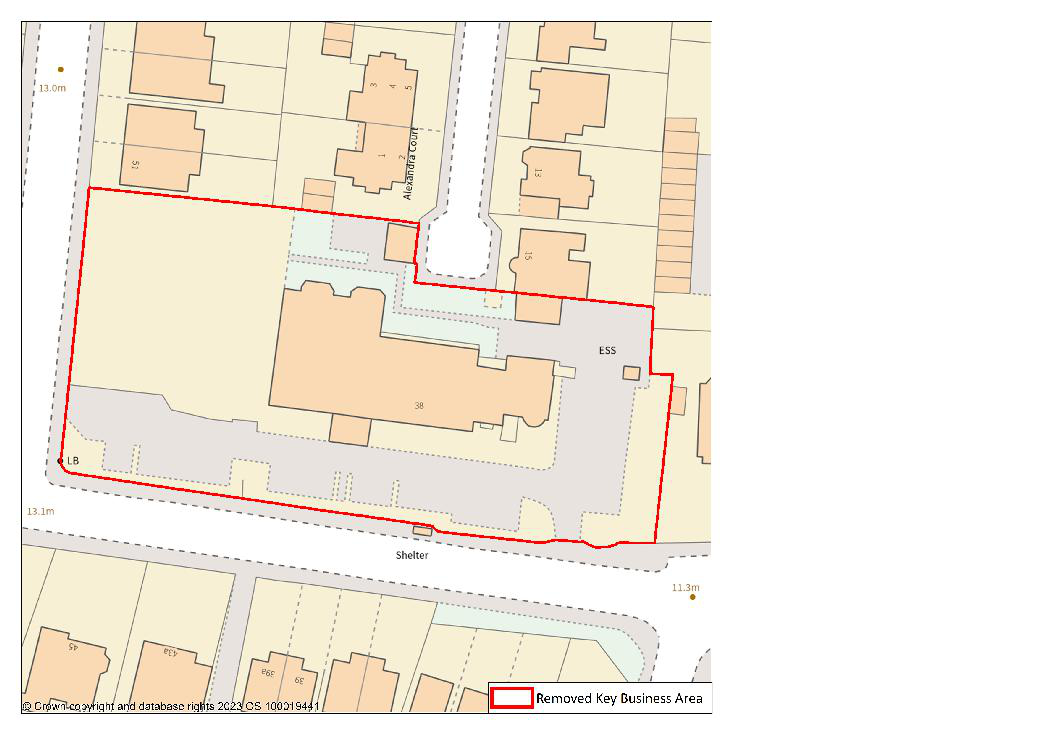 13.0m
3
4
5
51
1
2
Alexandra Court
13
15
ESS
38
LB
13.1m
Shelter
11.3m
45
43a
39a
39
Removed Key Business Area
© Crown copyright and database rights 2023 OS 100019441